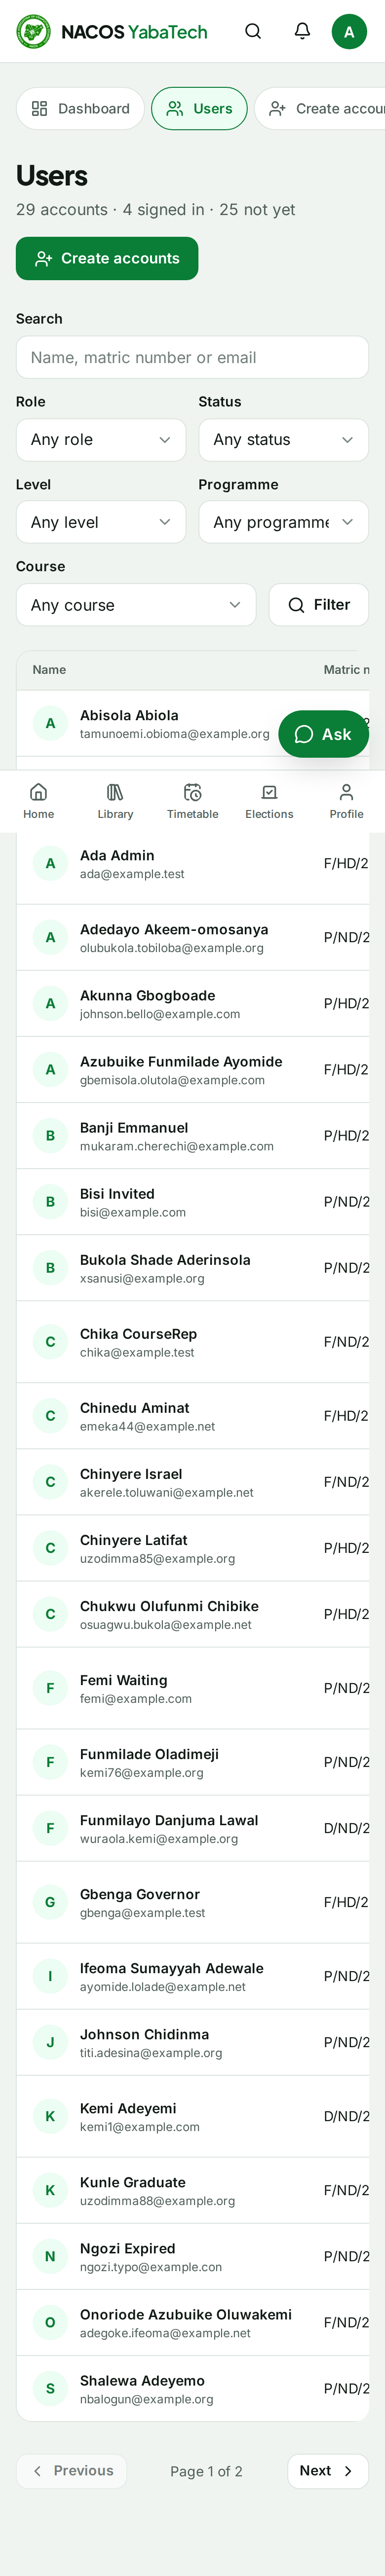 NACOS YabaTech
A
Dashboard
Users
Create accou
Users
29 accounts · 4 signed in · 25 not yet
Create accounts
Search
Name, matric number or email
Role
Status
Any role
Any status
Level
Programme
Any level
Any programme
Course
Any course
Filter
Name
Matric n
A
Abisola Abiola
tamunoemi.obioma@example.org
Ask
Home
Library
Timetable
Elections
Profile
A
Ada Admin
ada@example.test
F/HD/2
A
Adedayo Akeem-omosanya
olubukola.tobiloba@example.org
P/ND/2
A
Akunna Gbogboade
johnson.bello@example.com
P/HD/2
A
Azubuike Funmilade Ayomide
gbemisola.olutola@example.com
F/HD/2
B
Banji Emmanuel
mukaram.cherechi@example.com
P/HD/2
B
Bisi Invited
bisi@example.com
P/ND/2
B
Bukola Shade Aderinsola
xsanusi@example.org
P/ND/2
C
Chika CourseRep
chika@example.test
F/ND/2
C
Chinedu Aminat
emeka44@example.net
F/HD/2
C
Chinyere Israel
akerele.toluwani@example.com
F/ND/2
C
Chinyere Latifat
uzodimma85@example.org
P/HD/2
C
Chukwu Olufunmi Chibike
osuagwu.bukola@example.net
P/HD/2
F
Femi Waiting
femi@example.com
P/ND/2
F
Funmilade Oladimeji
kemi76@example.org
P/ND/2
F
Funmilayo Danjuma Lawal
wuraola.kemi@example.org
D/ND/2
G
Gbenga Governor
gbenga@example.test
F/HD/2
I
Ifeoma Sumayyah Adewale
ayomide.lolade@example.net
P/ND/2
J
Johnson Chidinma
titi.adesina@example.org
P/ND/2
K
Kemi Adeyemi
kemi1@example.com
D/ND/2
K
Kunle Graduate
uzodimma88@example.org
F/ND/2
N
Ngozi Expired
ngozi.typo@example.con
P/ND/2
O
Onoriode Azubuike Oluwakemi
adegoke.ifeoma@example.net
F/ND/2
S
Shalewa Adeyemo
nbalogun@example.org
P/ND/2
Previous
Page 1 of 2
Next